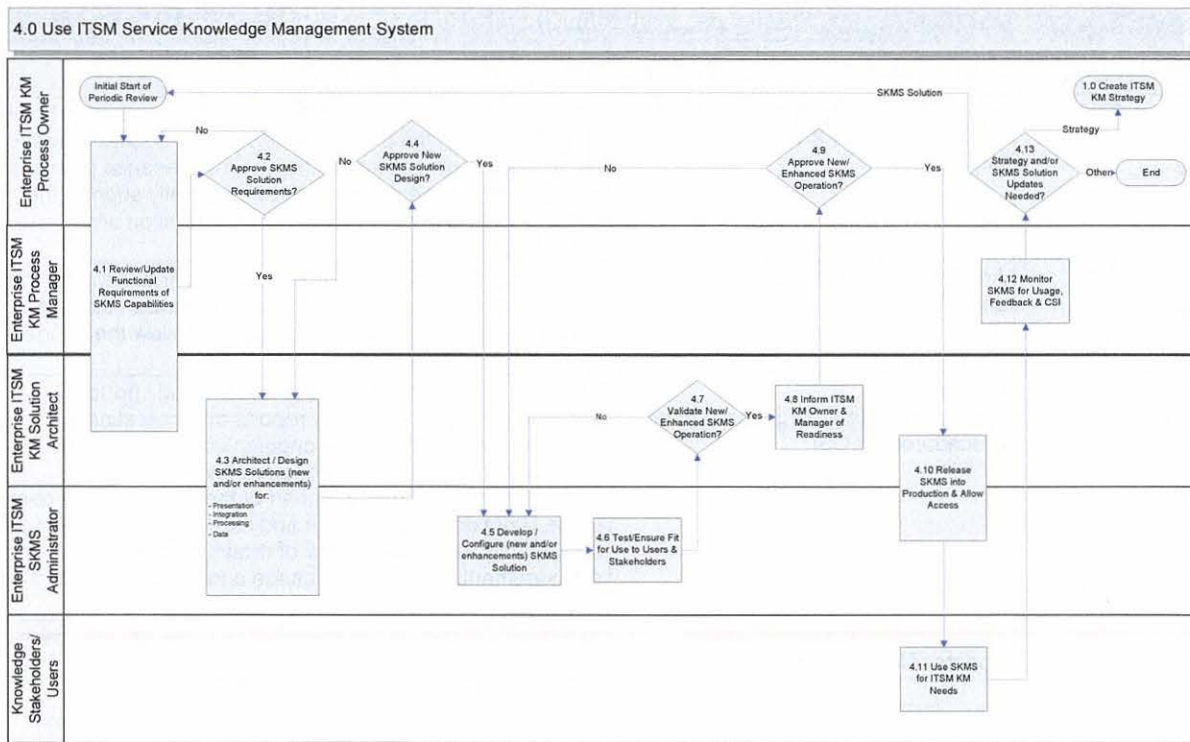 4.0 Use ITSM Service Knowledge Management System
Enterprise ITSM KM
Process Owner
Initial Start of
Periodic Review
No
4.2
Approve SKMS
Solution
Requirements?
No
4.4
Approve New
SKMS Solution
Design?
Yes
No
4.9
Approve New/
Enhanced SKMS
Operation?
Yes
SKMS Solution
1.0 Create ITSM
KM Strategy
Strategy
4.13
Strategy and/or
SKMS Solution
Updates
Needed?
Other
End
Enterprise ITSM
KM Process
Manager
4.1 Review/Update
Functional
Requirements of
SKMS Capabilities
Yes
4.12 Monitor
SKMS for Usage,
Feedback & CSI
Enterprise ITSM
KM Solution
Architect
4.3 Architect / Design
SKMS Solutions (new
and/or enhancements)
for:
- Presentation
- Integration
- Processing
- Data
No
4.7
Validate New/
Enhanced SKMS
Operation?
Yes
4.8 Inform ITSM
KM Owner &
Manager of
Readiness
4.10 Release
SKMS into
Production & Allow
Access
Enterprise ITSM
SKMS
Administrator
4.5 Develop /
Configure (new and/or
enhancements) SKMS
Solution
4.6 Test/Ensure Fit
for Use to Users &
Stakeholders
Knowledge
Stakeholders/
Users
4.11 Use SKMS
for ITSM KM
Needs